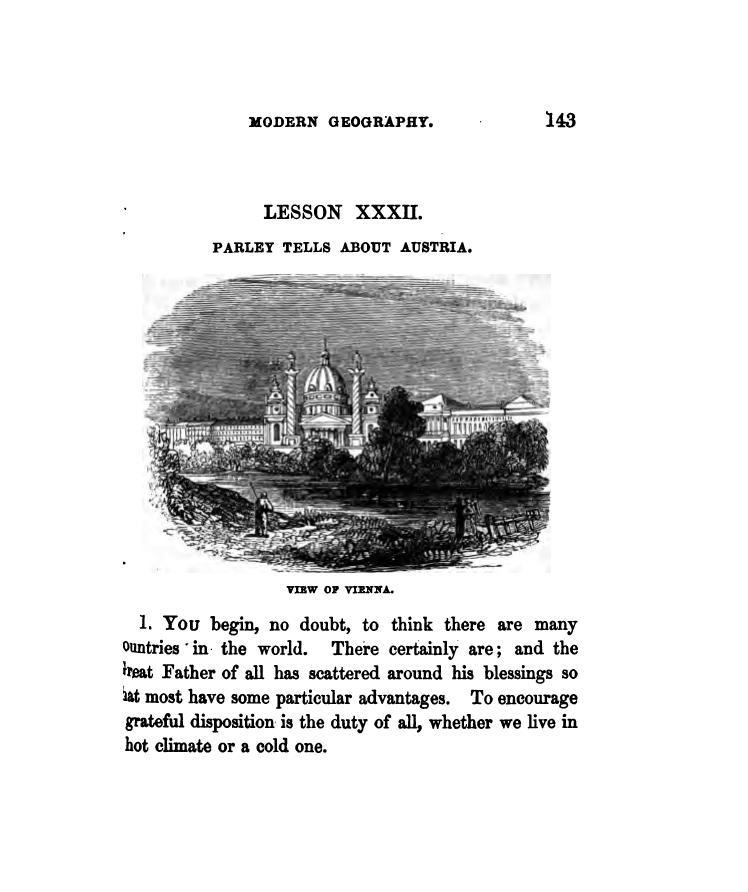 MODERN GEOGRAPHY. 143
LESSON XXXII.
PARLEY TELLS ABOUT AUSTRIA.
VIEW OF VIENNA.
1. YOU begin, no doubt, to think there are many
ountries in the world. There certainly are; and the
reat Father of all has scattered around his blessings so
hat most have some particular advantages. To encourage
grateful disposition is the duty of all, whether we live in
hot climate or a cold one.